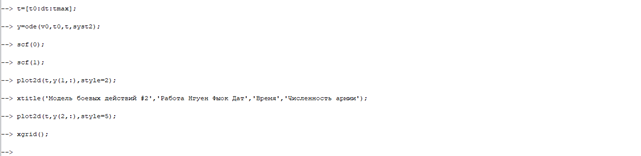 --> t=[t0:dt:tmax];
--> y=ode(v0,t0,t,syst2);
--> scf(0);
--> scf(1);
--> plot2d(t,y(1,:),style=2);
--> xtitle('Модель боевых действий #2','Работа Нгуен Фыок Дат','Время','Численность армии');
--> plot2d(t,y(2,:),style=5);
--> xgrid();
-->